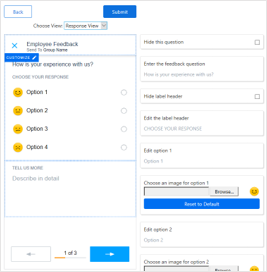 Back
Submit
Choose View: Response View
Employee Feedback
Send To Group Name
CUSTOMIZE
How is your experience with us?
CHOOSE YOUR RESPONSE
Option 1
Option 2
Option 3
Option 4
TELL US MORE
Describe in detail
1 of 3
Hide this question
Enter the feedback question
How is your experience with us?
Hide label header
Edit the label header
CHOOSE YOUR RESPONSE
Edit option 1
Option 1
Choose an image for option 1
Browse...
Reset to Default
Edit option 2
Option 2
Choose an image for option 2
Browse...